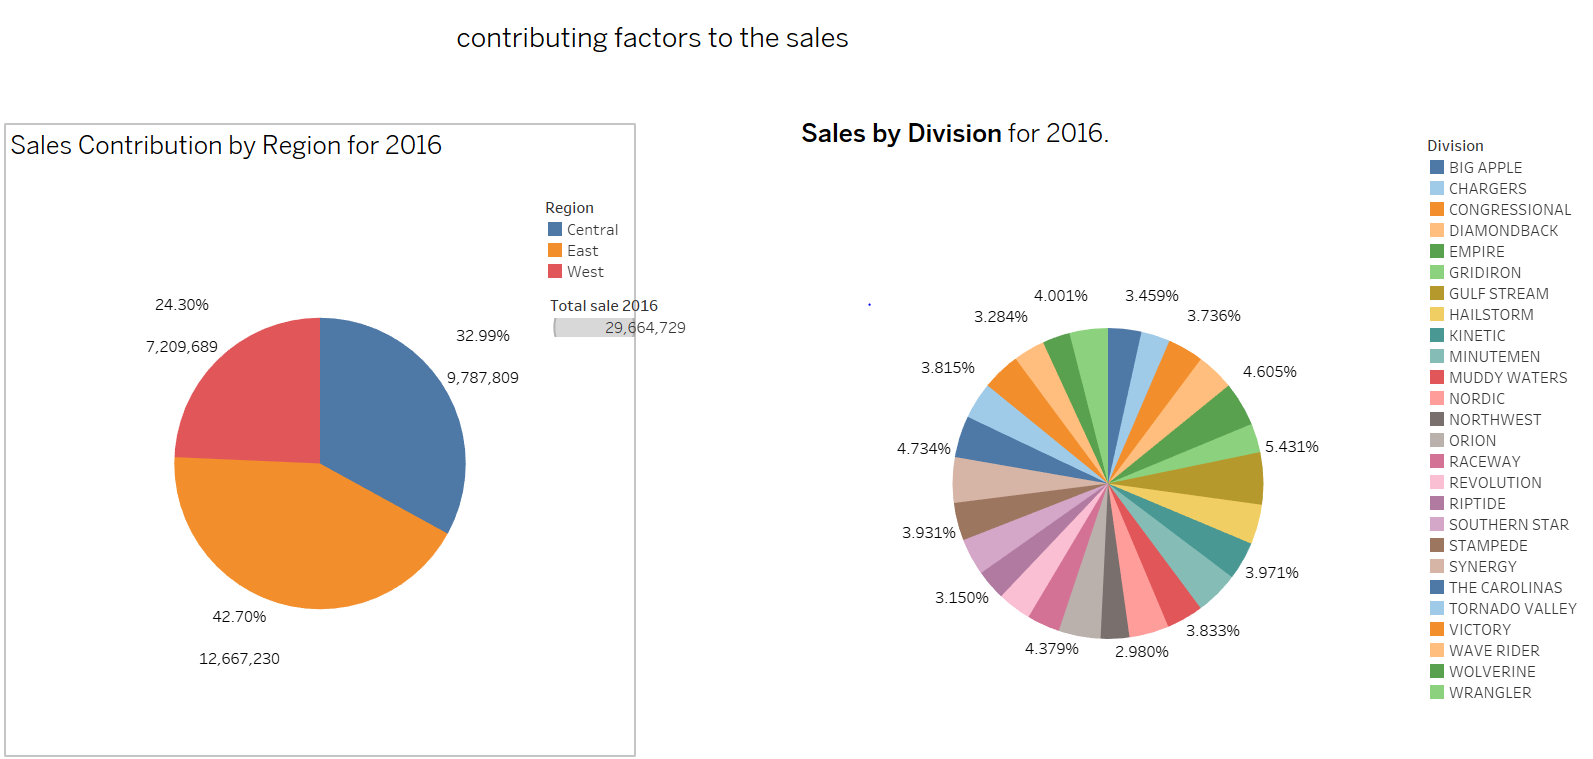 contributing factors to the sales
Sales Contribution by Region for 2016
Region
Central
East
West
Total sale 2016
29,664,729
24.30%
7,209,689
32.99%
9,787,809
42.70%
12,667,230
Sales by Division for 2016.
4.001%
3.459%
3.284%
3.736%
3.815%
4.605%
4.734%
5.431%
3.931%
3.971%
3.150%
3.833%
4.379%
2.980%
Division
BIG APPLE
CHARGERS
CONGRESSIONAL
DIAMONDBACK
EMPIRE
GRIDIRON
GULF STREAM
HAILSTORM
KINETIC
MINUTEMEN
MUDDY WATERS
NORDIC
NORTHWEST
ORION
RACEWAY
REVOLUTION
RIPTIDE
SOUTHERN STAR
STAMPEDE
SYNERGY
THE CAROLINAS
TORNADO VALLEY
VICTORY
WAVE RIDER
WOLVERINE
WRANGLER